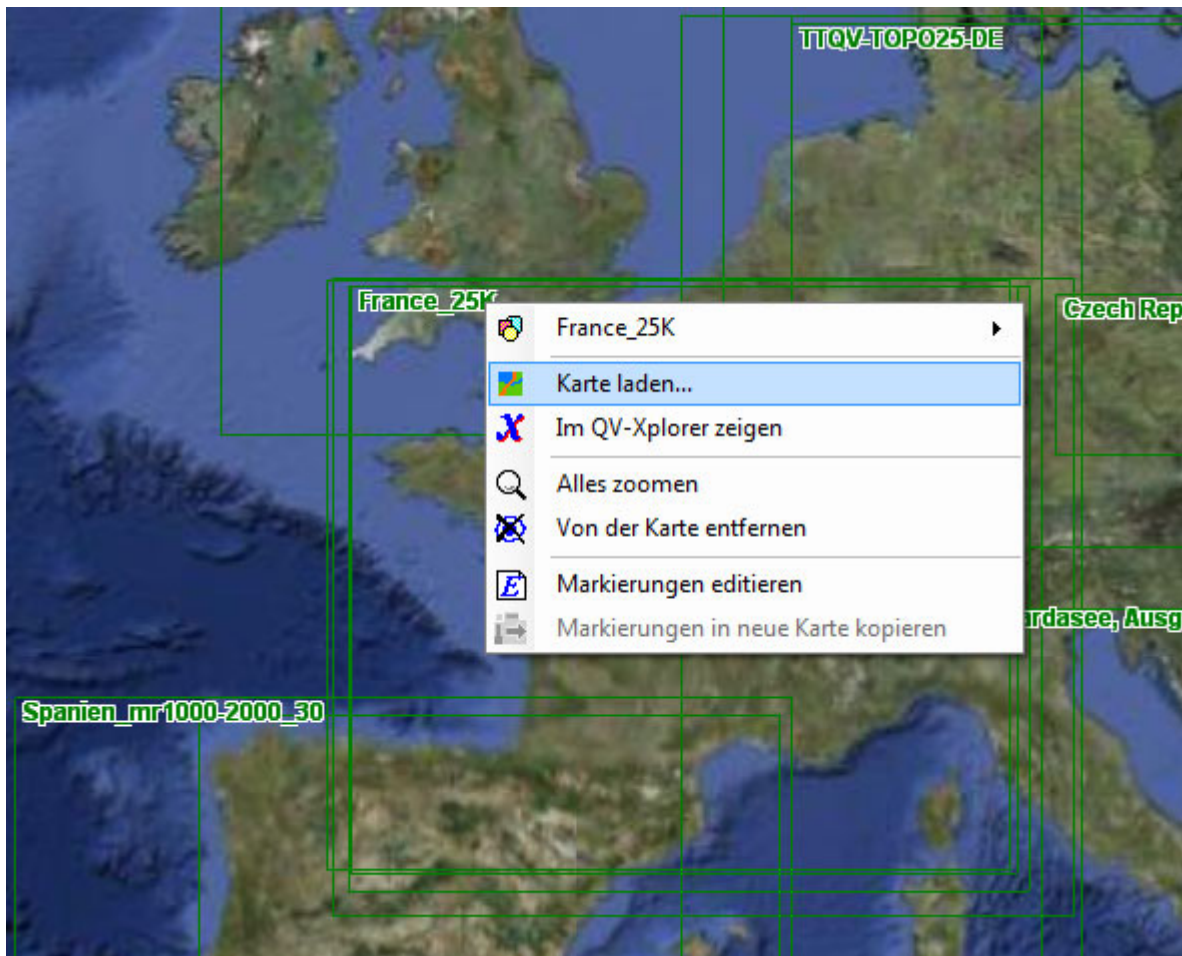 TTQV-TOPO25-DE
France_25K
Czech Rep
France_25K
Karte laden...
Im QV-Xplorer zeigen
Alles zoomen
Von der Karte entfernen
Markierungen editieren
Markierungen in neue Karte kopieren
rdasee, Ausg
Spanien_mr1000-2000_30